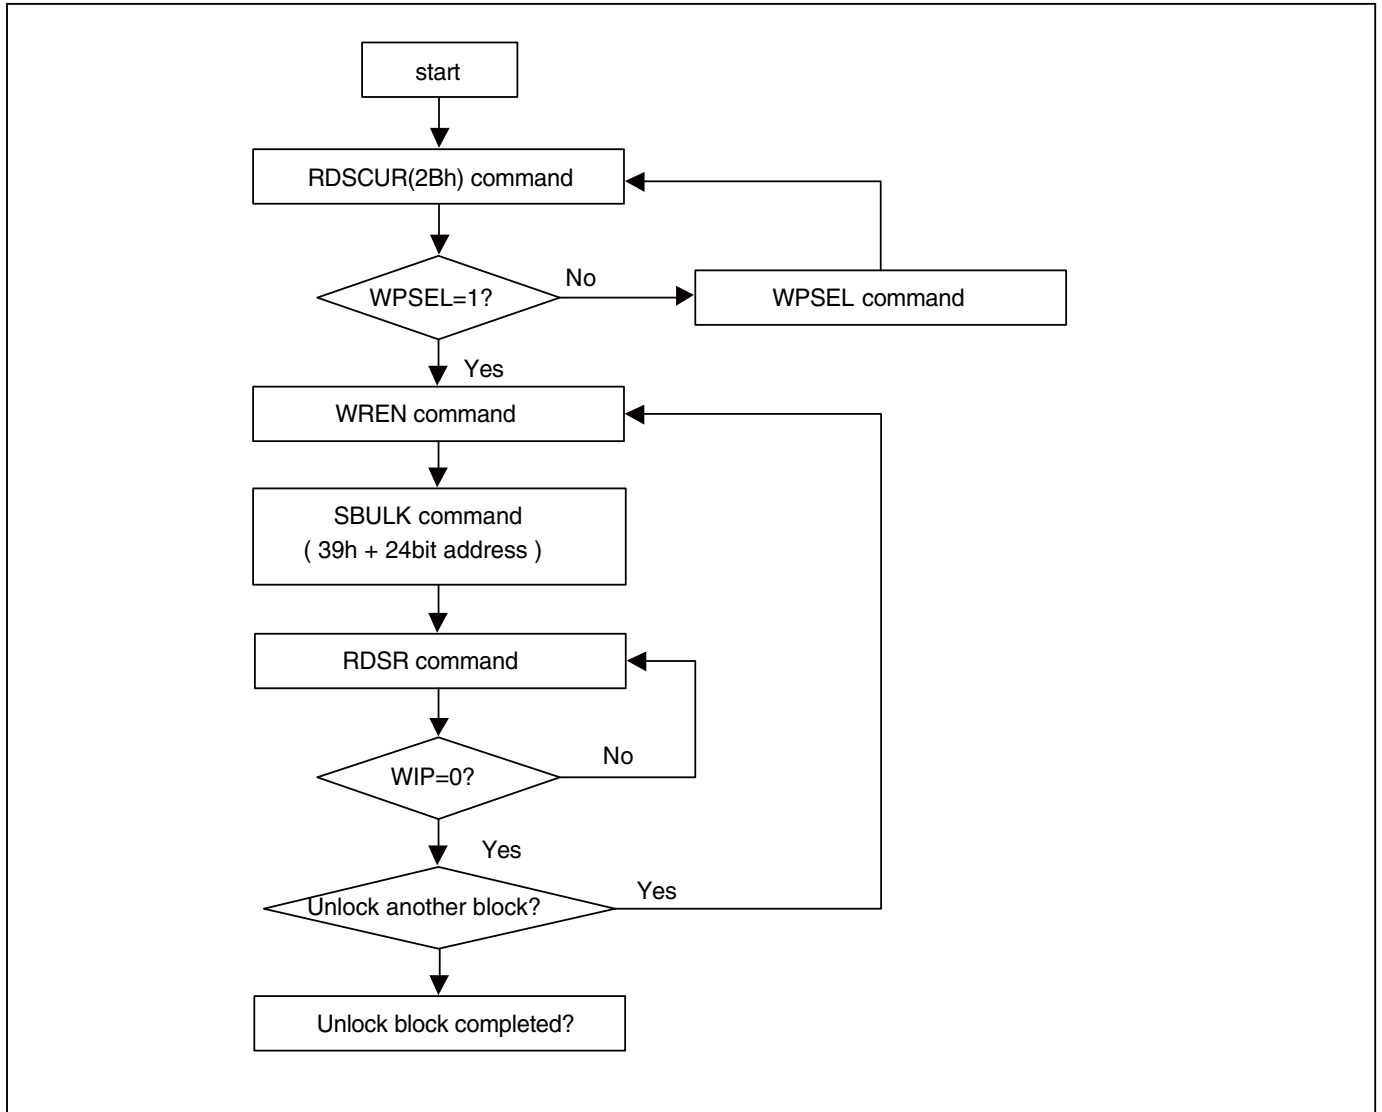 start
RDSCUR(2Bh) command
WPSEL=1?
No
WPSEL command
Yes
WREN command
SBULK command
( 39h + 24bit address )
RDSR command
WIP=0?
No
Yes
Unlock another block?
Yes
Unlock block completed?